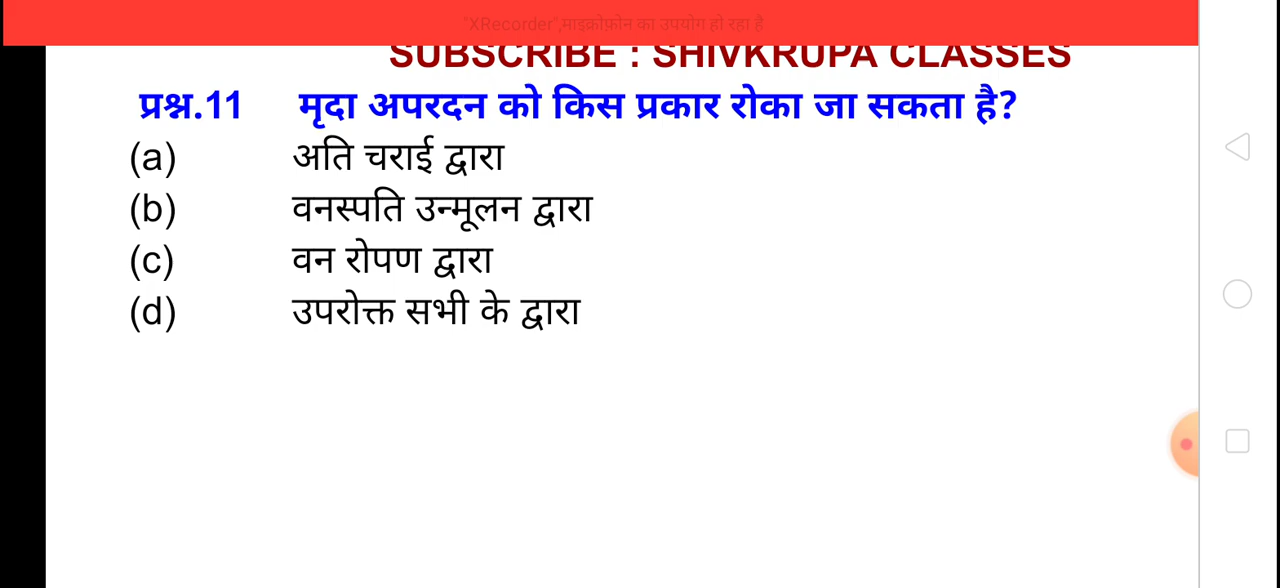 "XRecorder",माइक्रोफ़ोन का उपयोग हो रहा है
SUBSCRIBE : SHIVKRUPA CLASSES
प्रश्न.11 मृदा अपरदन को किस प्रकार रोका जा सकता है?
(a) अति चराई द्वारा
(b) वनस्पति उन्मूलन द्वारा
(c) वन रोपण द्वारा
(d) उपरोक्त सभी के द्वारा